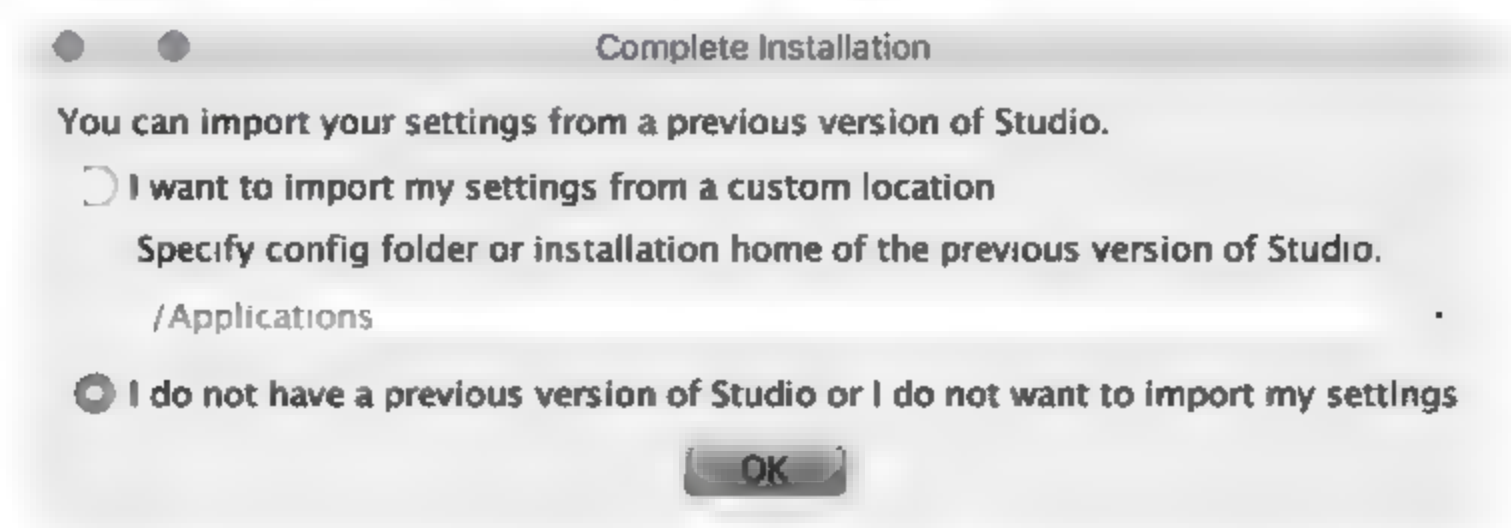 Complete Installation
You can import your settings from a previous version of Studio.
I want to import my settings from a custom location
Specify config folder or installation home of the previous version of Studio.
/Applications
I do not have a previous version of Studio or I do not want to import my settings
OK